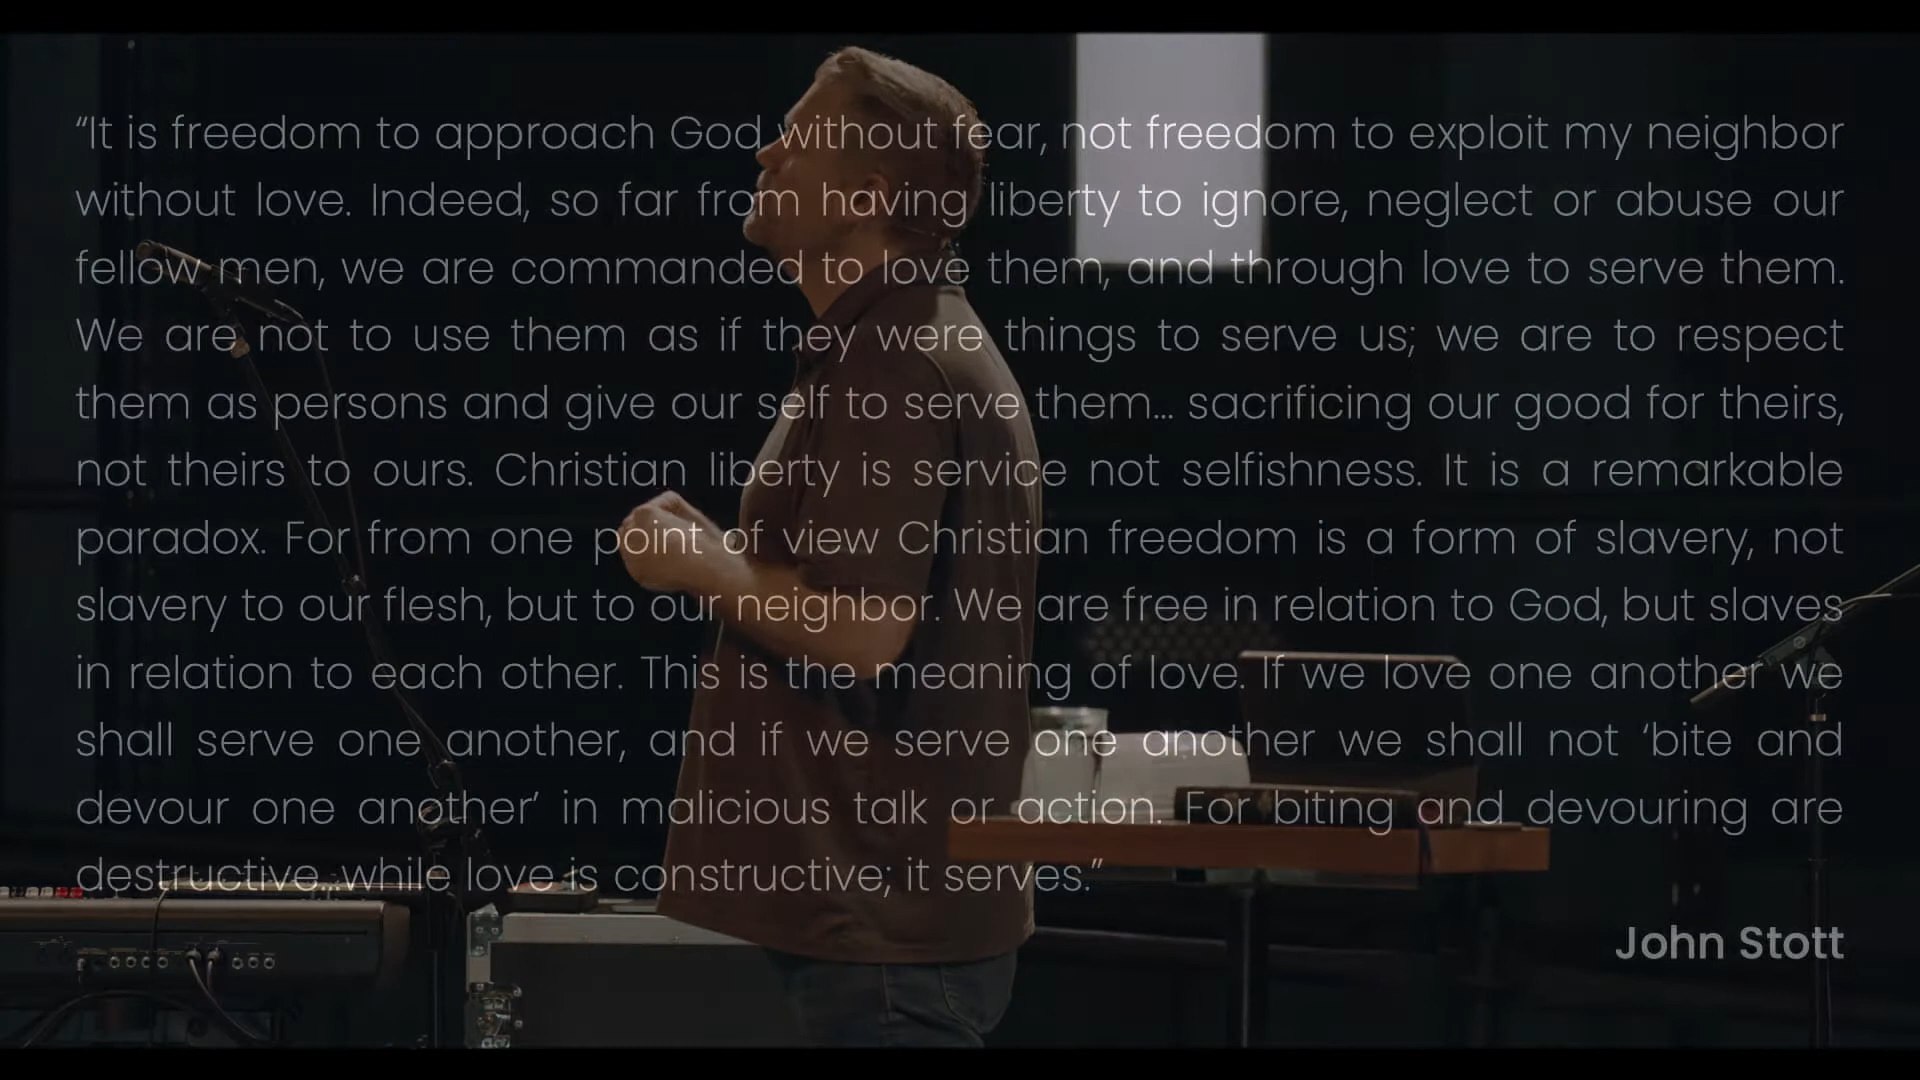 “It is freedom to approach God without fear, not freedom to exploit my neighbor
without love. Indeed, so far from having liberty to ignore, neglect or abuse our
fellow men, we are commanded to love them, and through love to serve them.
We are not to use them as if they were things to serve us; we are to respect
them as persons and give our self to serve them... sacrificing our good for theirs,
not theirs to ours. Christian liberty is service not selfishness. It is a remarkable
paradox. For from one point of view Christian freedom is a form of slavery, not
slavery to our flesh, but to our neighbor. We are free in relation to God, but slaves
in relation to each other. This is the meaning of love. If we love one another we
shall serve one another, and if we serve one another we shall not ‘bite and
devour one another’ in malicious talk or action. For biting and devouring are
destructive...while love is constructive; it serves.”
John Stott